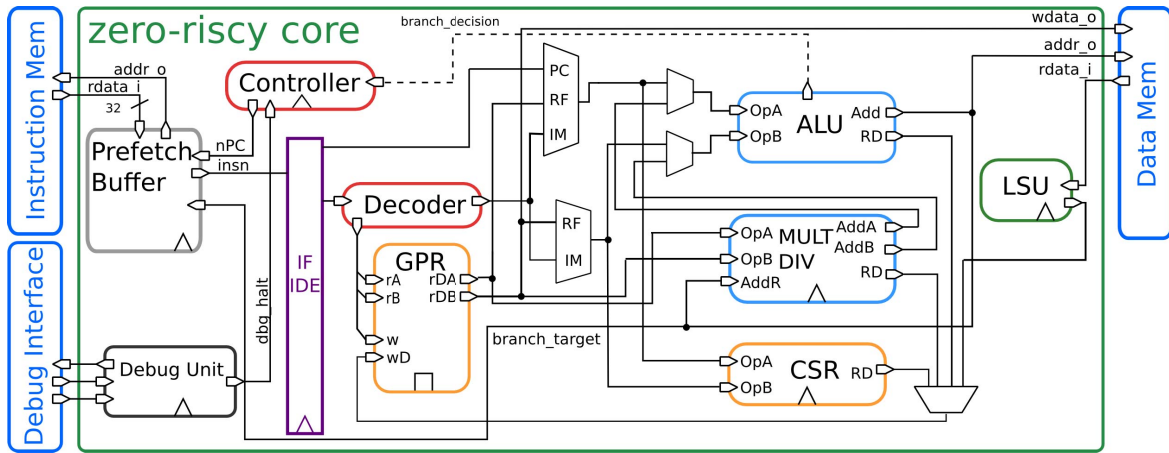 zero-riscy core
branch_decision
wdata_o
addr_o
rdata_i
Instruction Mem
Data Mem
addr_o
rdata_i
32
Controller
PC
RF
IM
OpA
OpB
ALU
Add
RD
Prefetch
Buffer
nPC
insn
LSU
Decoder
RF
IM
IF
IDE
GPR
rA
rB
rDA
rDB
w
wD
OpA
OpB
AddR
MULT
DIV
AddA
AddB
RD
Debug Interface
Debug Unit
dbg_halt
branch_target
OpA
OpB
CSR
RD